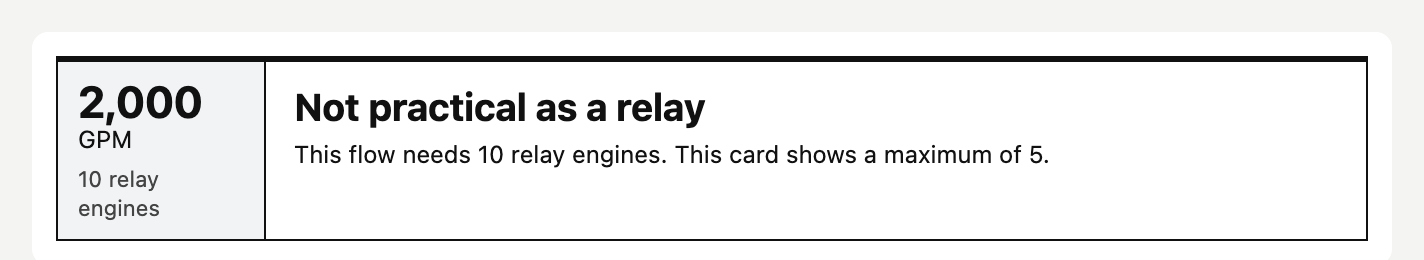 2,000
GPM
10 relay
engines
Not practical as a relay
This flow needs 10 relay engines. This card shows a maximum of 5.